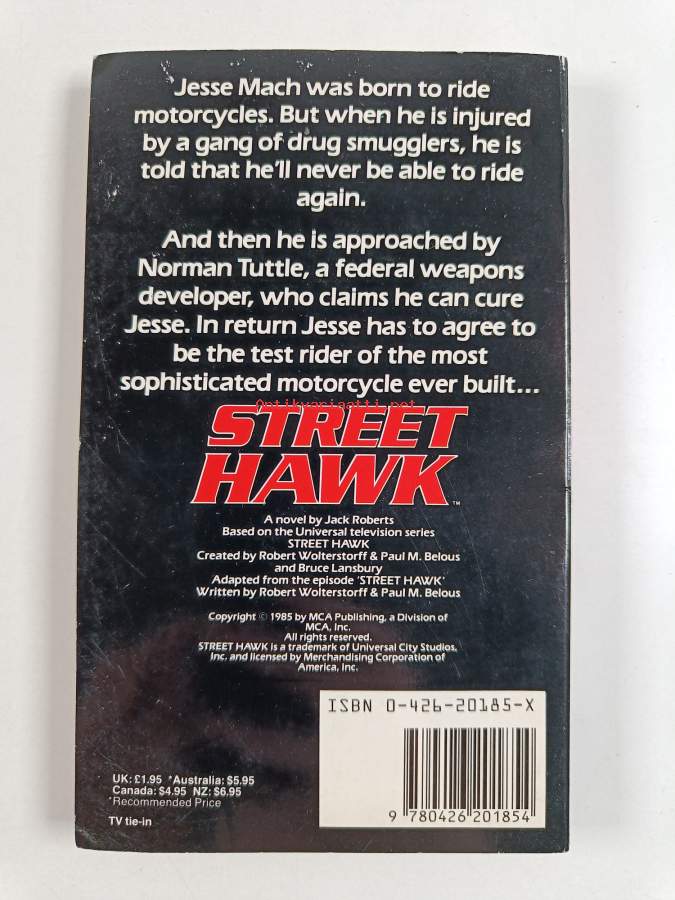 Jesse Mach was born to ride
motorcycles. But when he is injured
by a gang of drug smugglers, he is
told that he'll never be able to ride
again.
And then he is approached by
Norman Tuttle, a federal weapons
developer, who claims he can cure
Jesse. In return Jesse has to agree to
be the test rider of the most
sophisticated motorcycle ever built...
Antikvariaatti.net
STREET
HAWK™
A novel by Jack Roberts
Based on the Universal television series
STREET HAWK
Created by Robert Wolterstorff & Paul M. Belous
and Bruce Lansbury
Adapted from the episode 'STREET HAWK'
Written by Robert Wolterstorff & Paul M. Belous
Copyright © 1985 by MCA Publishing, a Division of
MCA, Inc.
All rights reserved.
STREET HAWK is a trademark of Universal City Studios,
Inc. and licensed by Merchandising Corporation of
America, Inc.
ISBN 0-426-20185-X
UK: £1.95 *Australia: $5.95
Canada: $4.95 NZ: $6.95
*Recommended Price
TV tie-in
9 780426 201854